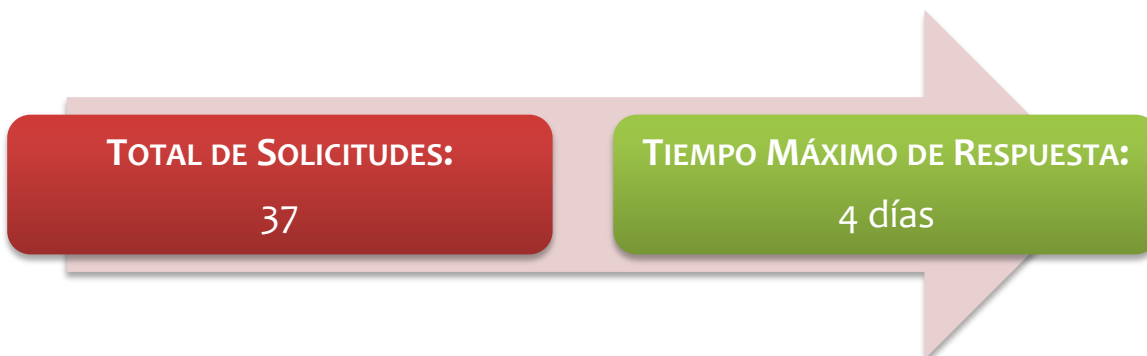 TOTAL DE SOLICITUDES:
37
TIEMPO MÁXIMO DE RESPUESTA:
4 días